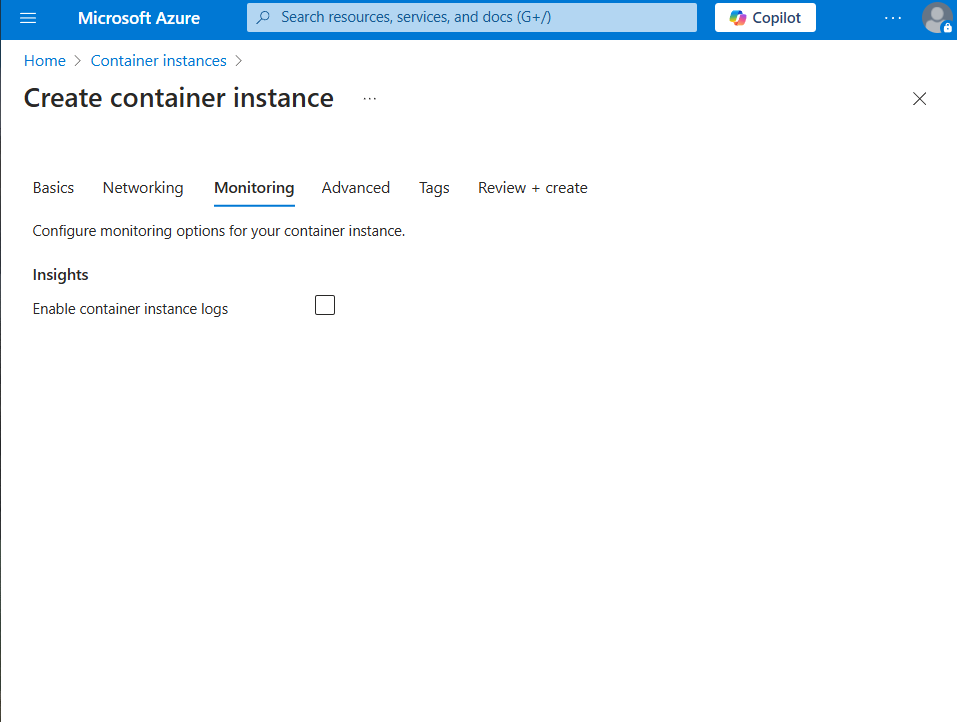 Microsoft Azure
Search resources, services, and docs (G+/)
Copilot
···
Home > Container instances >
Create container instance ···
Basics Networking Monitoring Advanced Tags Review + create
Configure monitoring options for your container instance.
Insights
Enable container instance logs